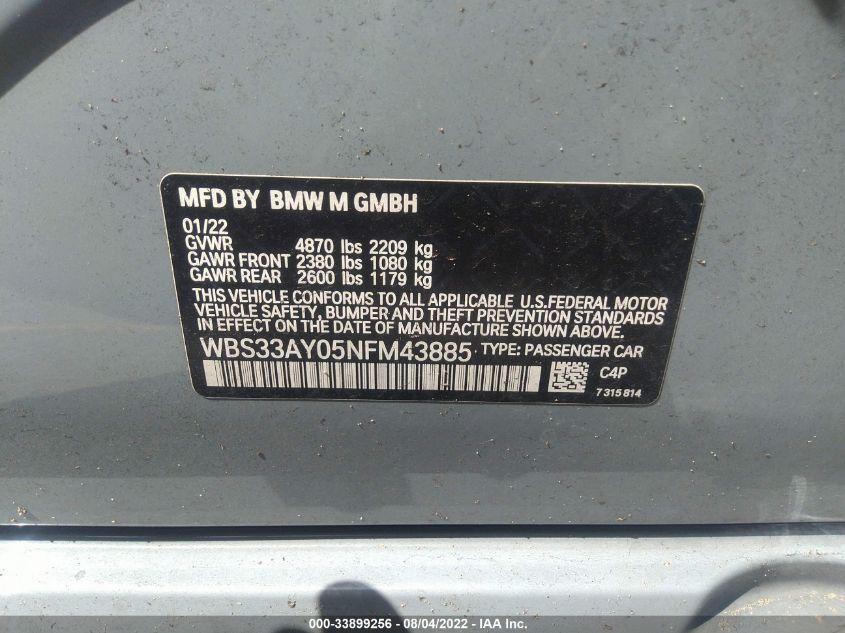 MFD BY BMW M GMBH
01/22
GVWR 4870 lbs 2209 kg
GAWR FRONT 2380 lbs 1080 kg
GAWR REAR 2600 lbs 1179 kg
THIS VEHICLE CONFORMS TO ALL APPLICABLE U.S.FEDERAL MOTOR
VEHICLE SAFETY, BUMPER AND THEFT PREVENTION STANDARDS
IN EFFECT ON THE DATE OF MANUFACTURE SHOWN ABOVE.
WBS33AY05NFM43885 TYPE: PASSENGER CAR
C4P
7 315 814
000-33899256 - 08/04/2022 - IAA Inc.